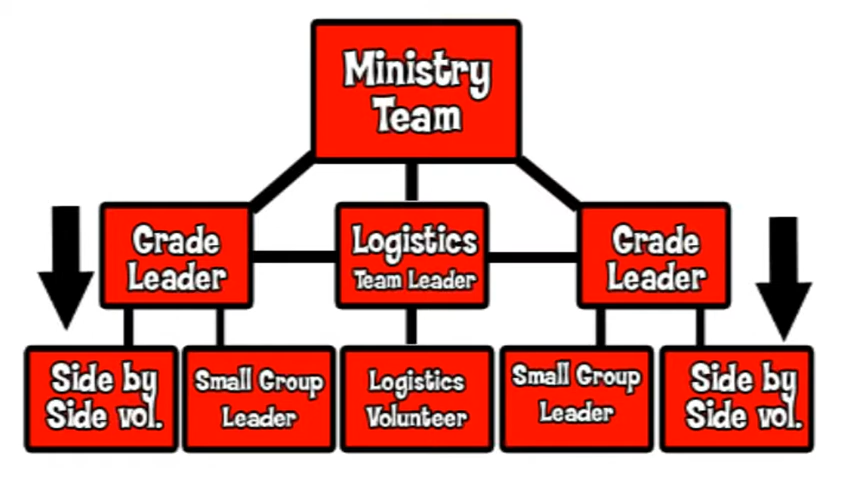 Ministry
Team
Grade
Leader
Logistics
Team Leader
Grade
Leader
Side by
Side vol.
Small Group
Leader
Logistics
Volunteer
Small Group
Leader
Side by
Side vol.